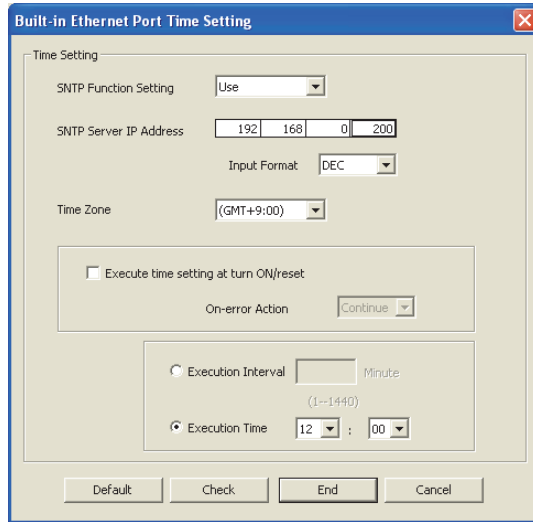 Built-in Ethernet Port Time Setting
Time Setting
SNTP Function Setting Use
SNTP Server IP Address 192 168 0 200
Input Format DEC
Time Zone (GMT+9:00)
Execute time setting at turn ON/reset
On-error Action Continue
Execution Interval Minute
(1--1440)
Execution Time 12 : 00
Default Check End Cancel